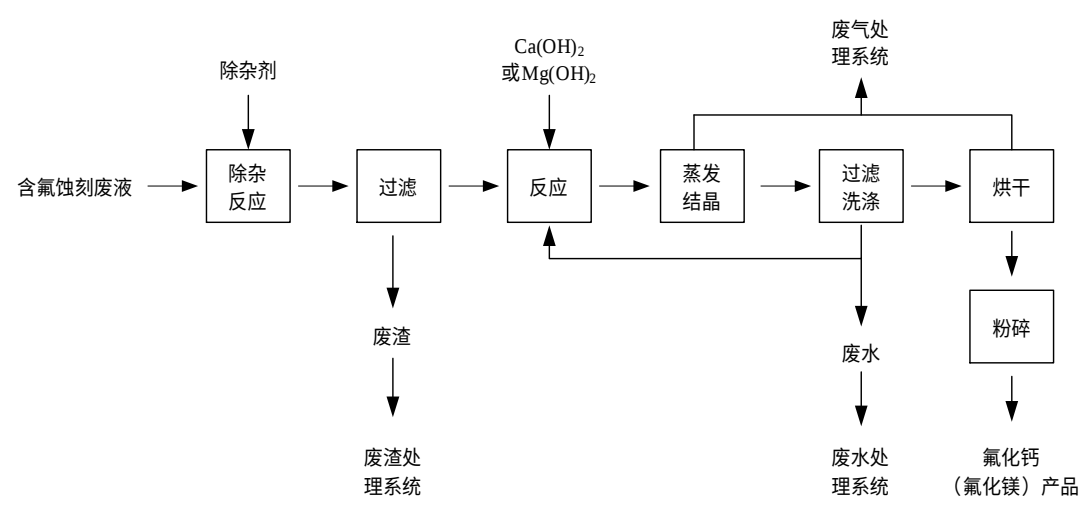 废气处
理系统
Ca(OH)₂
或Mg(OH)₂
除杂剂
含氟蚀刻废液
除杂
反应
过滤
反应
蒸发
结晶
过滤
洗涤
烘干
废渣
废水
粉碎
废渣处
理系统
废水处
理系统
氟化钙
（氟化镁）产品